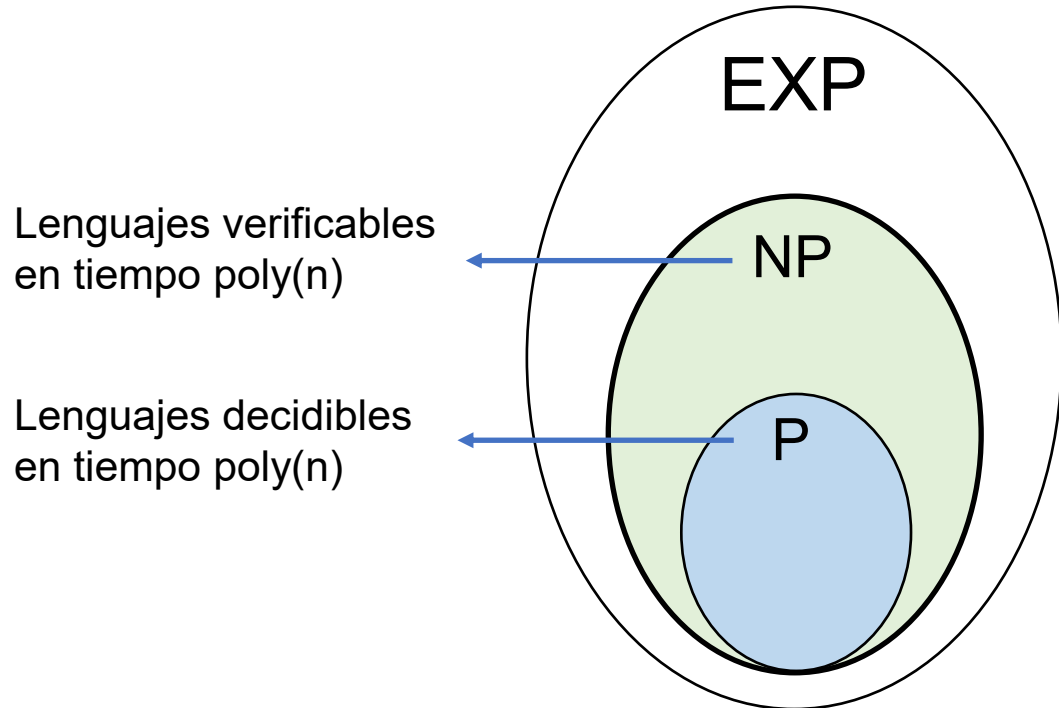 EXP
Lenguajes verificables
en tiempo poly(n)
NP
Lenguajes decidibles
en tiempo poly(n)
P